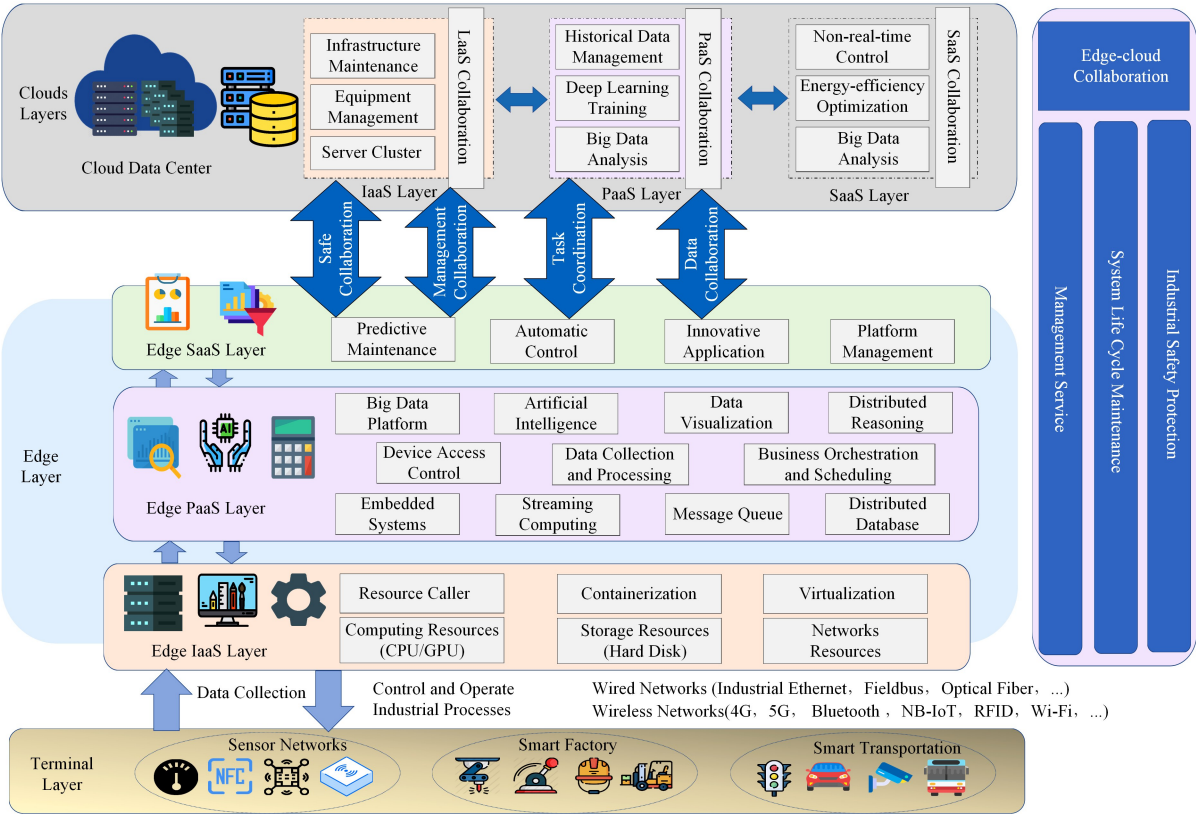 Clouds
Layers
Cloud Data Center
Infrastructure
Maintenance
Equipment
Management
Server Cluster
LaaS Collaboration
IaaS Layer
Historical Data
Management
Deep Learning
Training
Big Data
Analysis
PaaS Collaboration
PaaS Layer
Non-real-time
Control
Energy-efficiency
Optimization
Big Data
Analysis
SaaS Collaboration
SaaS Layer
Safe
Collaboration
Management
Collaboration
Task
Coordination
Data
Collaboration
Edge
Layer
Edge SaaS Layer
Predictive
Maintenance
Automatic
Control
Innovative
Application
Platform
Management
AI
Edge PaaS Layer
Big Data
Platform
Artificial
Intelligence
Data
Visualization
Distributed
Reasoning
Device Access
Control
Data Collection
and Processing
Business Orchestration
and Scheduling
Embedded
Systems
Streaming
Computing
Message Queue
Distributed
Database
Edge IaaS Layer
Resource Caller
Containerization
Virtualization
Computing Resources
(CPU/GPU)
Storage Resources
(Hard Disk)
Networks
Resources
Data Collection
Control and Operate
Industrial Processes
Wired Networks (Industrial Ethernet，Fieldbus，Optical Fiber，...)
Wireless Networks(4G，5G， Bluetooth ，NB-IoT，RFID，Wi-Fi，...)
Terminal
Layer
Sensor Networks
NFC
Smart Factory
Smart Transportation
Edge-cloud
Collaboration
Management Service
System Life Cycle Maintenance
Industrial Safety Protection